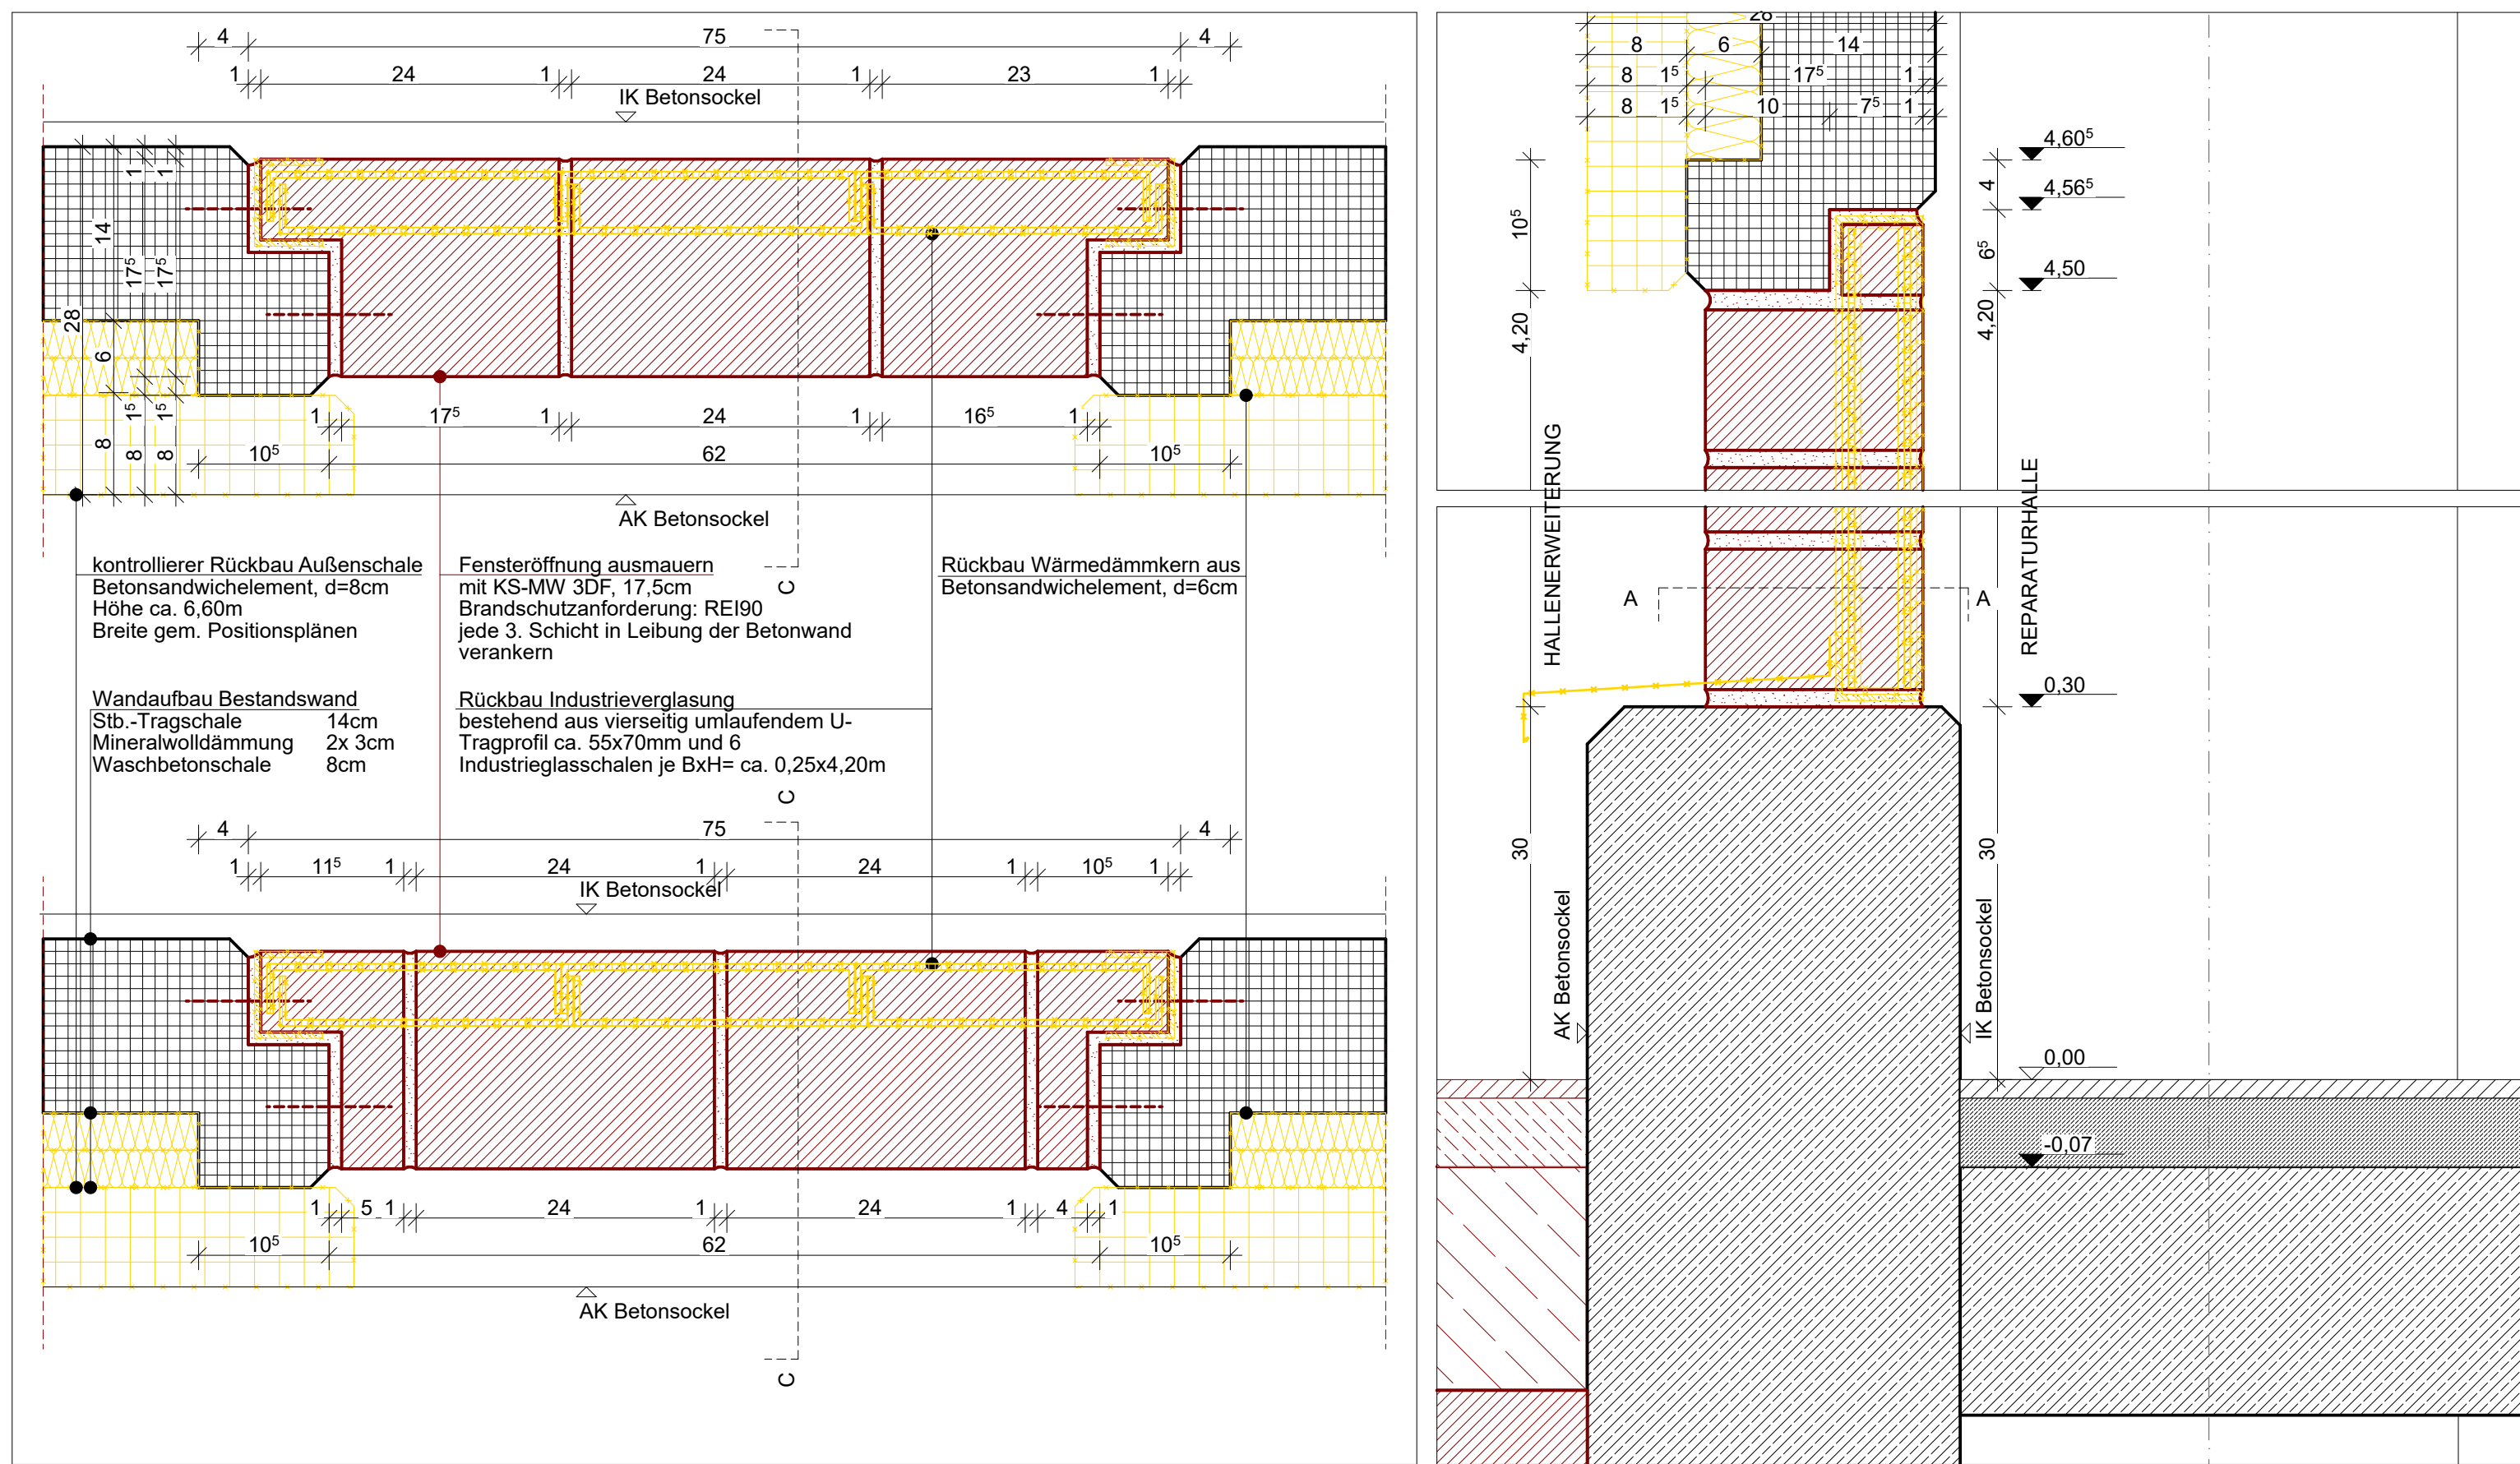 4 75 4
1 24 1 24 1 23 1
IK Betonsockel
1 1
14
17⁵ 17⁵
28
6
1⁵ 1⁵
8 8 8
1 17⁵ 1 24 1 16⁵ 1
10⁵ 62 10⁵
AK Betonsockel
C
kontrollierer Rückbau Außenschale
Betonsandwichelement, d=8cm
Höhe ca. 6,60m
Breite gem. Positionsplänen
Fensteröffnung ausmauern
mit KS-MW 3DF, 17,5cm
Brandschutzanforderung: REI90
jede 3. Schicht in Leibung der Betonwand
verankern
Rückbau Wärmedämmkern aus
Betonsandwichelement, d=6cm
Wandaufbau Bestandswand
Stb.-Tragschale 14cm
Mineralwolldämmung 2x 3cm
Waschbetonschale 8cm
Rückbau Industrieverglasung
bestehend aus vierseitig umlaufendem U-
Tragprofil ca. 55x70mm und 6
Industrieglasschalen je BxH= ca. 0,25x4,20m
C
4 75 4
1 11⁵ 1 24 1 24 1 10⁵ 1
IK Betonsockel
1 5 1 24 1 24 1 4 1
10⁵ 62 10⁵
AK Betonsockel
C
28
8 6 14
8 1⁵ 17⁵ 1
8 1⁵ 10 7⁵ 1
4,60⁵
4
4,56⁵
10⁵
6⁵
4,50
4,20
4,20
HALLENERWEITERUNG
REPARATURHALLE
A A
0,30
30
30
AK Betonsockel
IK Betonsockel
0,00
-0,07